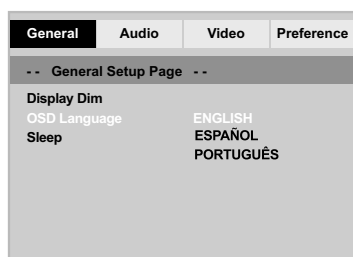 General Audio Video Preference
- - General Setup Page - -
Display Dim
OSD Language ENGLISH
Sleep ESPAÑOL
PORTUGUÊS